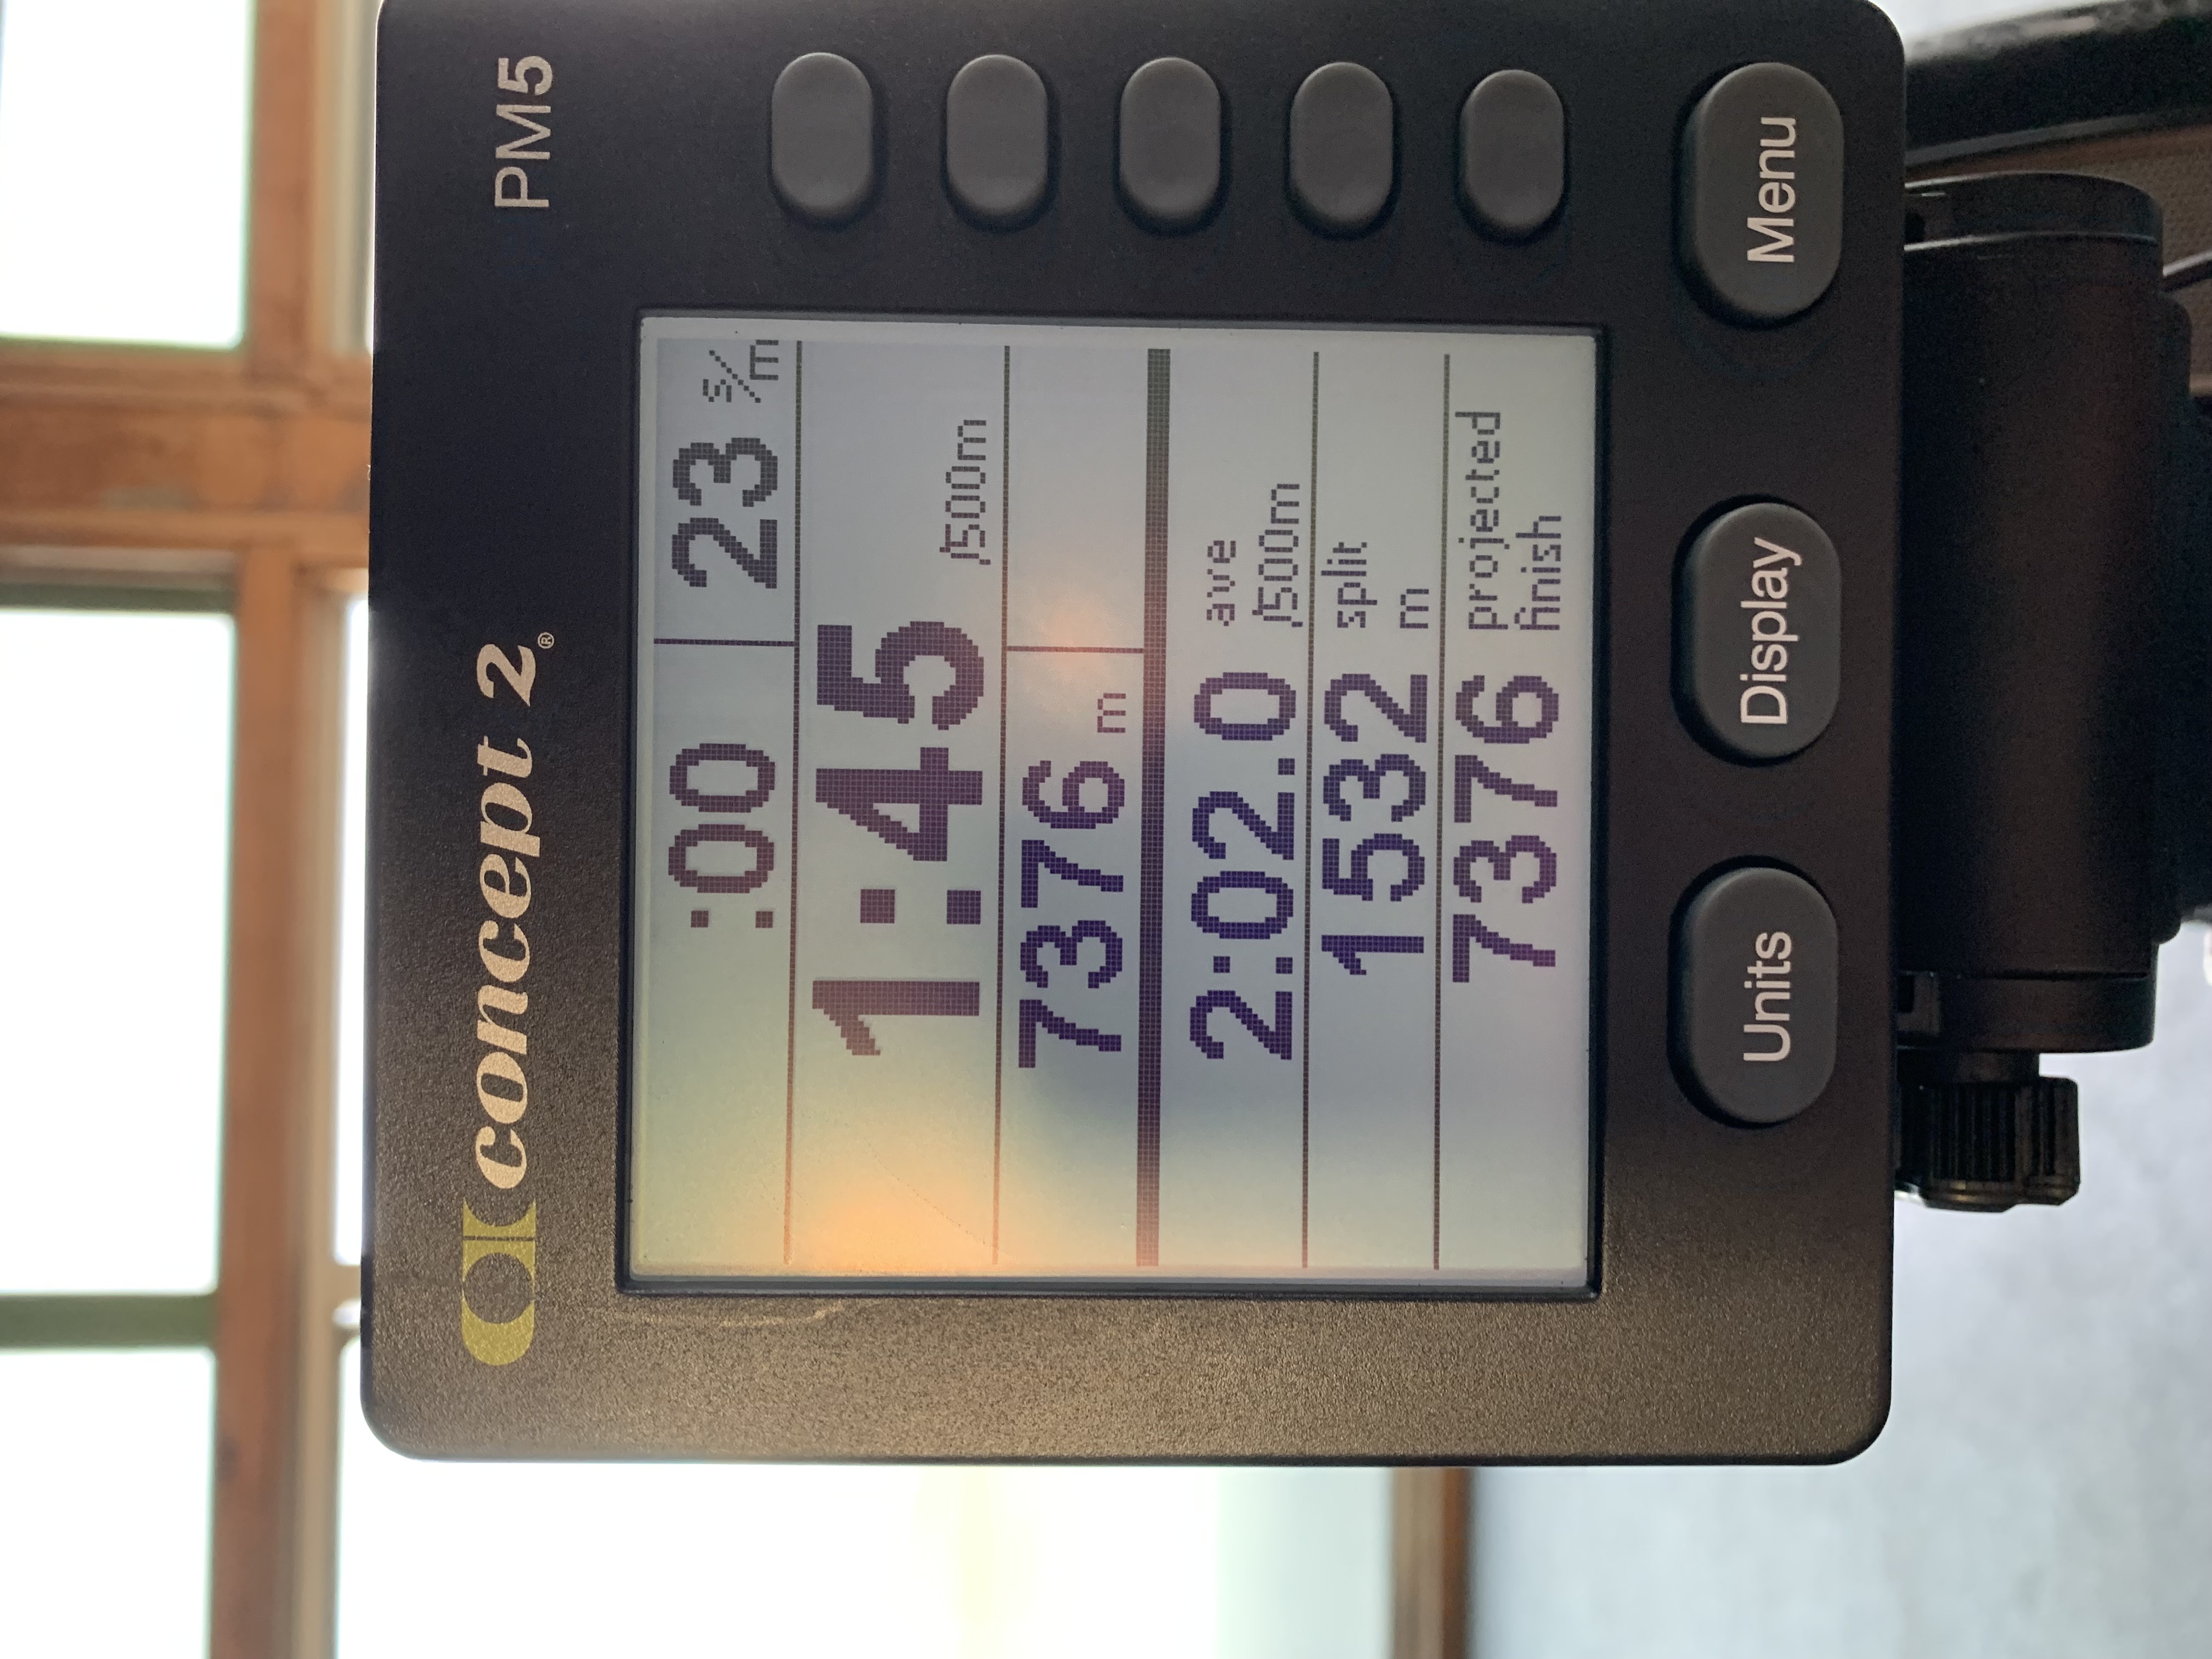 concept 2® PM5
:00 23 s/m
1:45 /500m
7376 m
2:02.0 ave /500m
1532 split m
7376 projected finish
Units Display Menu